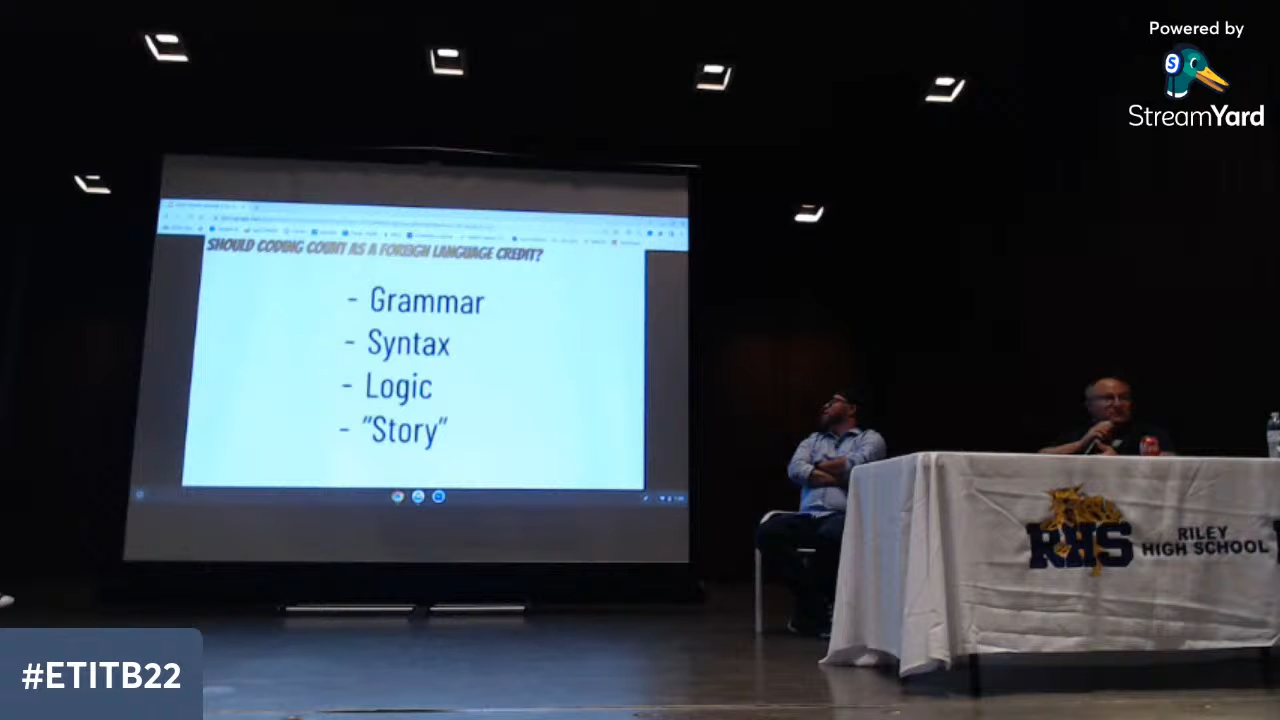 Powered by
S
StreamYard
SHOULD CODING COUNT AS A FOREIGN LANGUAGE CREDIT?
- Grammar
- Syntax
- Logic
- "Story"
RHS
RILEY
HIGH SCHOOL
#ETITB22